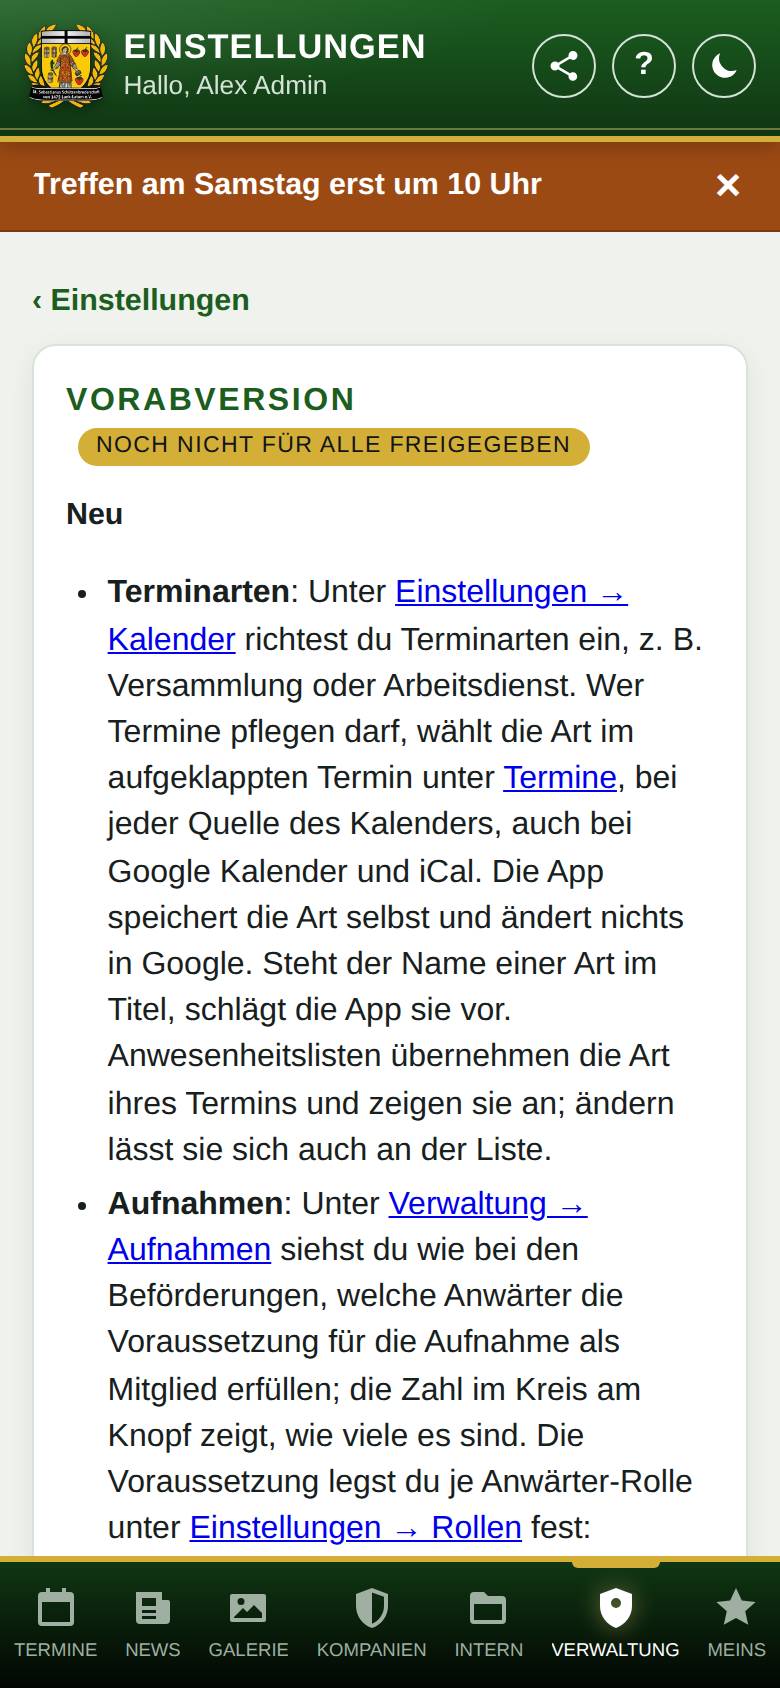 EINSTELLUNGEN
Hallo, Alex Admin
?
Treffen am Samstag erst um 10 Uhr
×
‹ Einstellungen
VORABVERSION
NOCH NICHT FÜR ALLE FREIGEGEBEN
Neu
• Terminarten: Unter Einstellungen →
Kalender richtest du Terminarten ein, z. B.
Versammlung oder Arbeitsdienst. Wer
Termine pflegen darf, wählt die Art im
aufgeklappten Termin unter Termine, bei
jeder Quelle des Kalenders, auch bei
Google Kalender und iCal. Die App
speichert die Art selbst und ändert nichts
in Google. Steht der Name einer Art im
Titel, schlägt die App sie vor.
Anwesenheitslisten übernehmen die Art
ihres Termins und zeigen sie an; ändern
lässt sie sich auch an der Liste.
• Aufnahmen: Unter Verwaltung →
Aufnahmen siehst du wie bei den
Beförderungen, welche Anwärter die
Voraussetzung für die Aufnahme als
Mitglied erfüllen; die Zahl im Kreis am
Knopf zeigt, wie viele es sind. Die
Voraussetzung legst du je Anwärter-Rolle
unter Einstellungen → Rollen fest:
TERMINE
NEWS
GALERIE
KOMPANIEN
INTERN
VERWALTUNG
MEINS